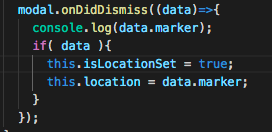 modal.onDidDismiss((data)=>{
console.log(data.marker);
if( data ){
this.isLocationSet = true;
this.location = data.marker;
}
});